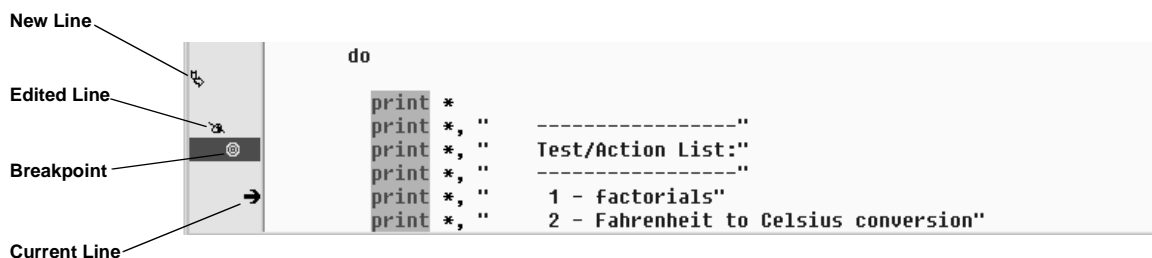 New Line
Edited Line
Breakpoint
Current Line
do
print *
print *, "    -----------------"
print *, "    Test/Action List:"
print *, "    -----------------"
print *, "     1 - factorials"
print *, "     2 - Fahrenheit to Celsius conversion"